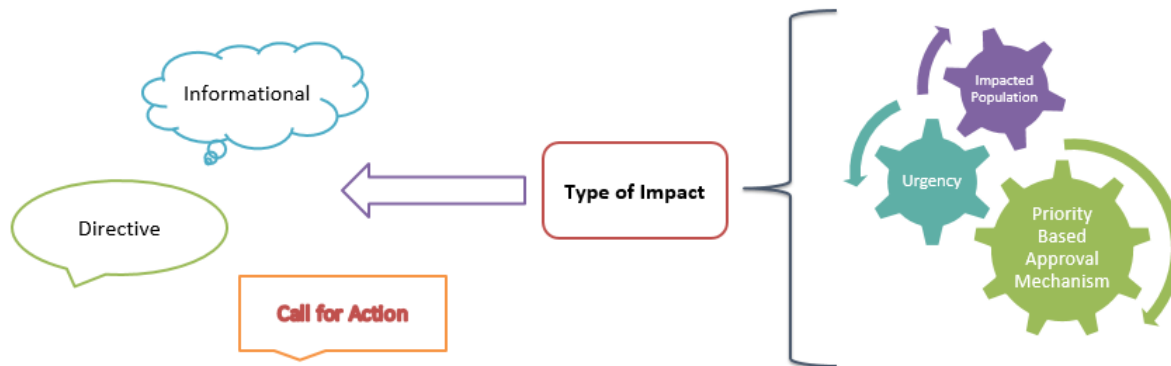 Informational
Directive
Call for Action
Type of Impact
Impacted
Population
Urgency
Priority
Based
Approval
Mechanism